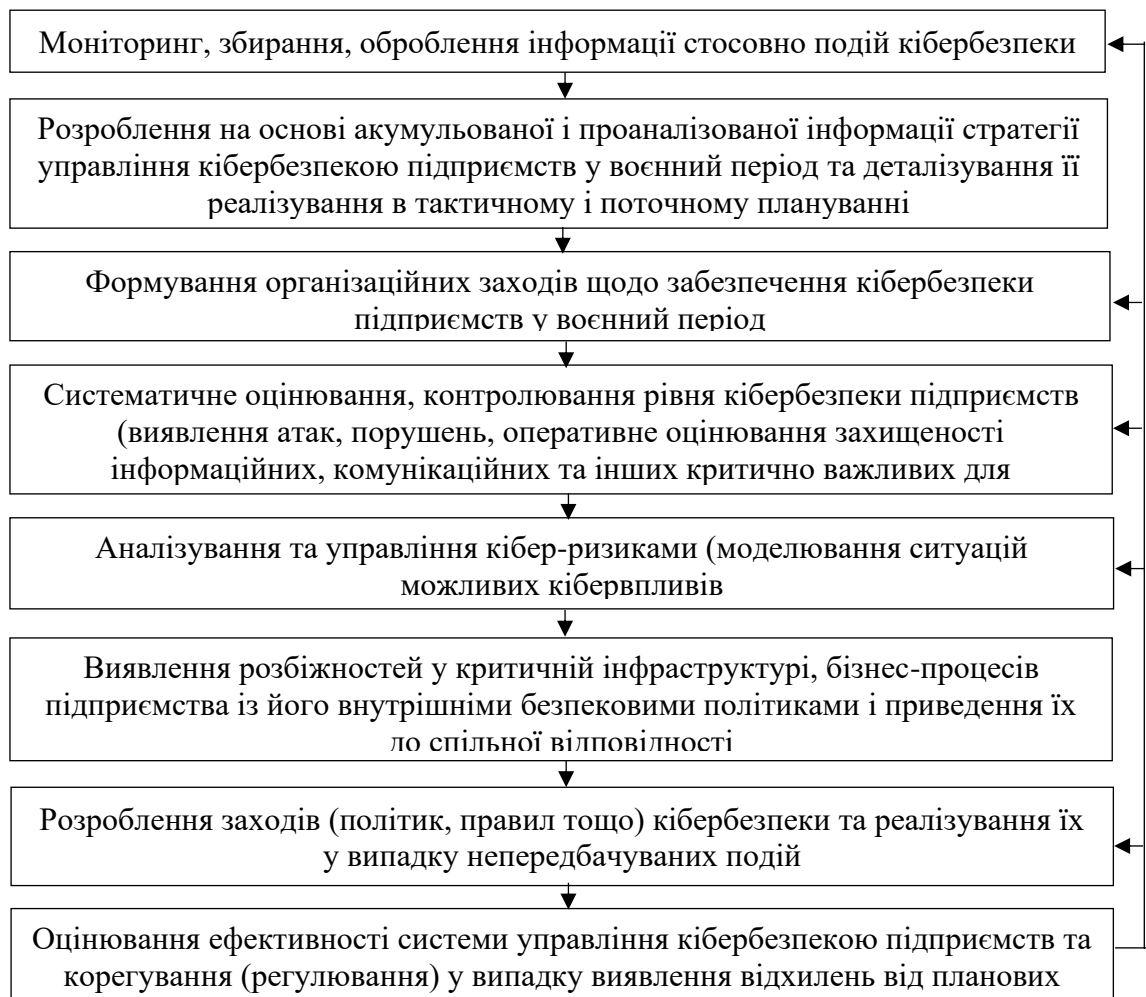 Моніторинг, збирання, оброблення інформації стосовно подій кібербезпеки
Розроблення на основі акумульованої і проаналізованої інформації стратегії
управління кібербезпекою підприємств у воєнний період та деталізування її
реалізування в тактичному і поточному плануванні
Формування організаційних заходів щодо забезпечення кібербезпеки
підприємств у воєнний період
Систематичне оцінювання, контролювання рівня кібербезпеки підприємств
(виявлення атак, порушень, оперативне оцінювання захищеності
інформаційних, комунікаційних та інших критично важливих для
Аналізування та управління кібер-ризиками (моделювання ситуацій
можливих кібервпливів
Виявлення розбіжностей у критичній інфраструктурі, бізнес-процесів
підприємства із його внутрішніми безпековими політиками і приведення їх
до спільної відповідності
Розроблення заходів (політик, правил тощо) кібербезпеки та реалізування їх
у випадку непередбачуваних подій
Оцінювання ефективності системи управління кібербезпекою підприємств та
корегування (регулювання) у випадку виявлення відхилень від планових